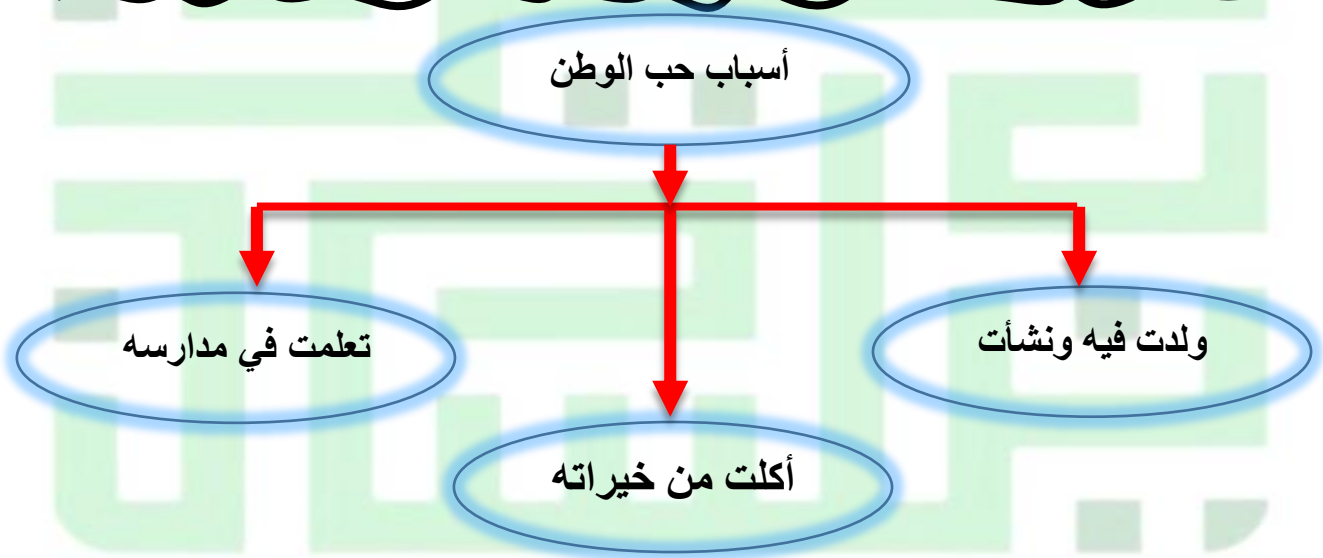 أسباب حب الوطن
ولدت فيه ونشأت
تعلمت في مدارسه
أكلت من خيراته